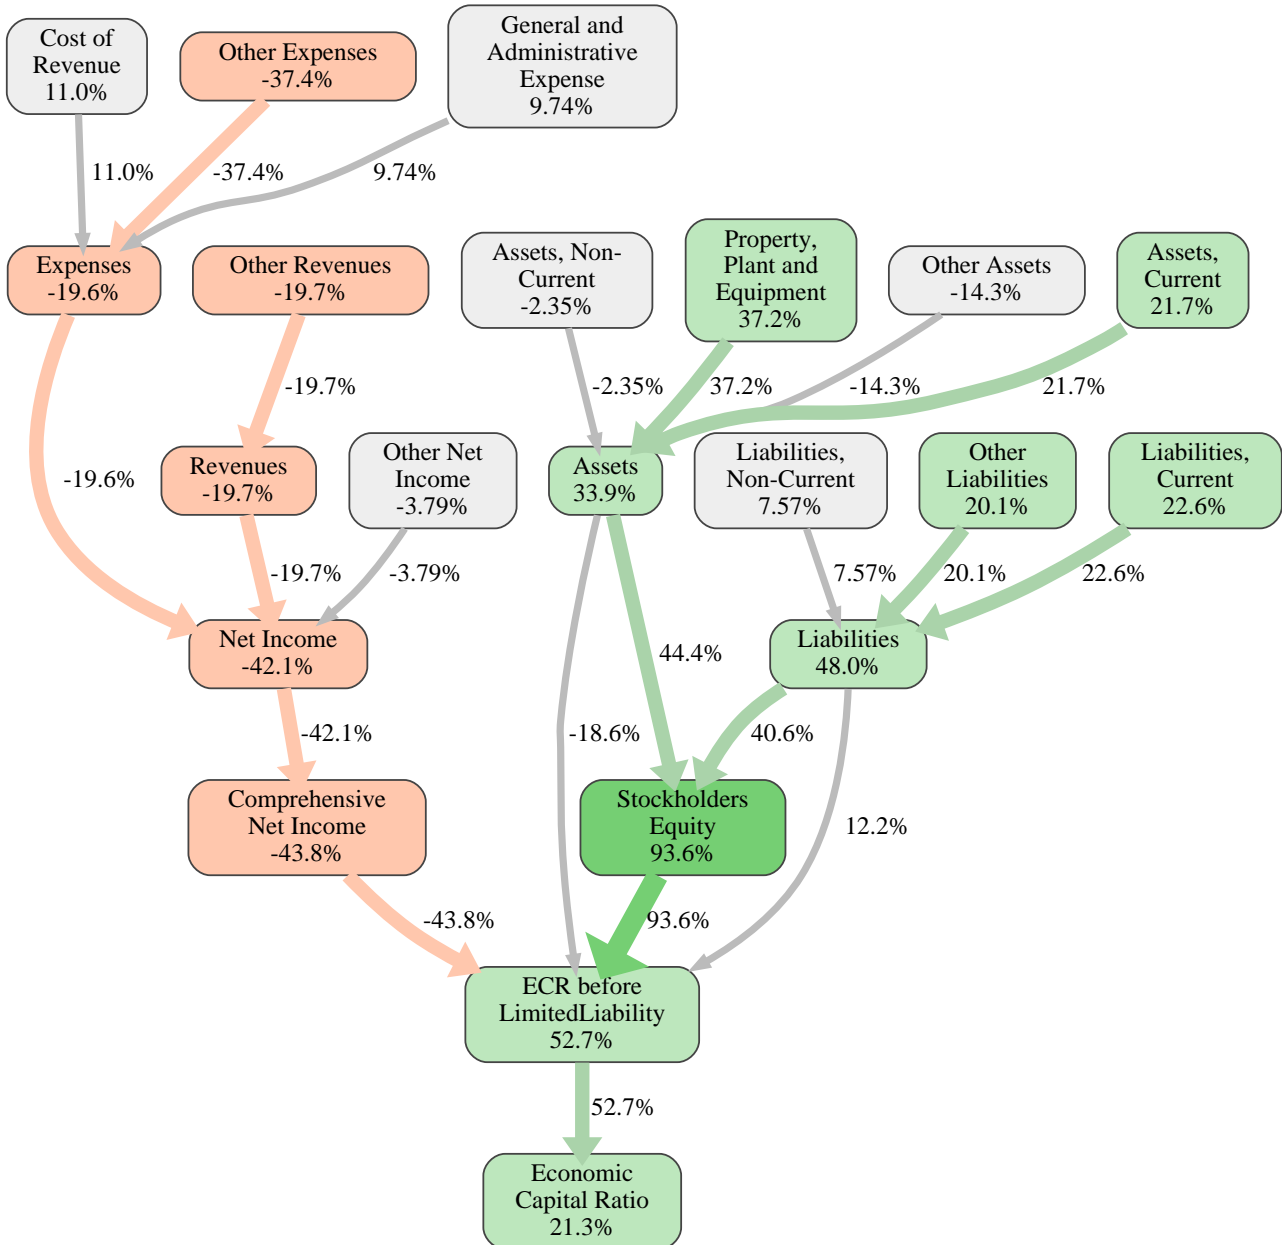 Cost of
Revenue
11.0%
Other Expenses
-37.4%
General and
Administrative
Expense
9.74%
11.0%
-37.4%
9.74%
Expenses
-19.6%
Other Revenues
-19.7%
Assets, Non-
Current
-2.35%
Property,
Plant and
Equipment
37.2%
Other Assets
-14.3%
Assets,
Current
21.7%
-19.7%
-2.35%
37.2%
-14.3%
21.7%
-19.6%
Revenues
-19.7%
Other Net
Income
-3.79%
Assets
33.9%
Liabilities,
Non-Current
7.57%
Other
Liabilities
20.1%
Liabilities,
Current
22.6%
-19.7%
-3.79%
7.57%
20.1%
22.6%
Net Income
-42.1%
44.4%
Liabilities
48.0%
-42.1%
-18.6%
40.6%
Comprehensive
Net Income
-43.8%
Stockholders
Equity
93.6%
12.2%
-43.8%
93.6%
ECR before
LimitedLiability
52.7%
52.7%
Economic
Capital Ratio
21.3%